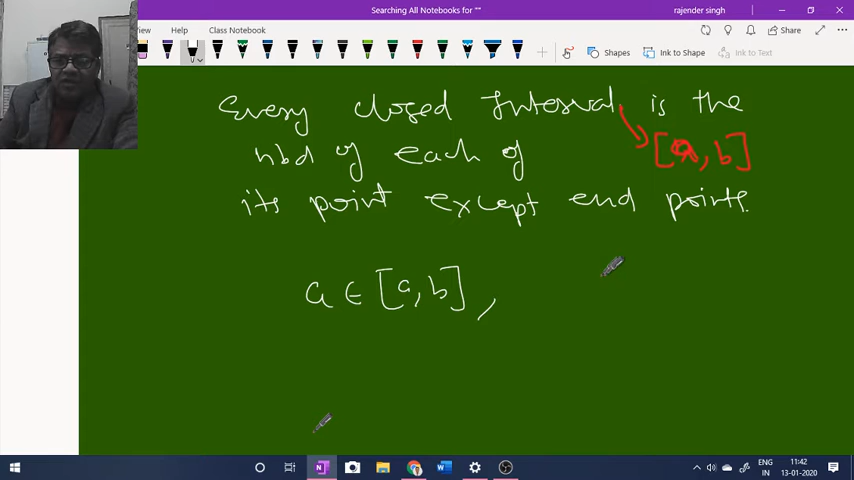 Searching All Notebooks for ""
rajender singh
View Help Class Notebook
Share
Shapes Ink to Shape Ink to Text
Every closed Interval is the
nbd of each of [a, b]
its point except end points.
a ∈ [a, b],
ENG
IN
11:42
13-01-2020